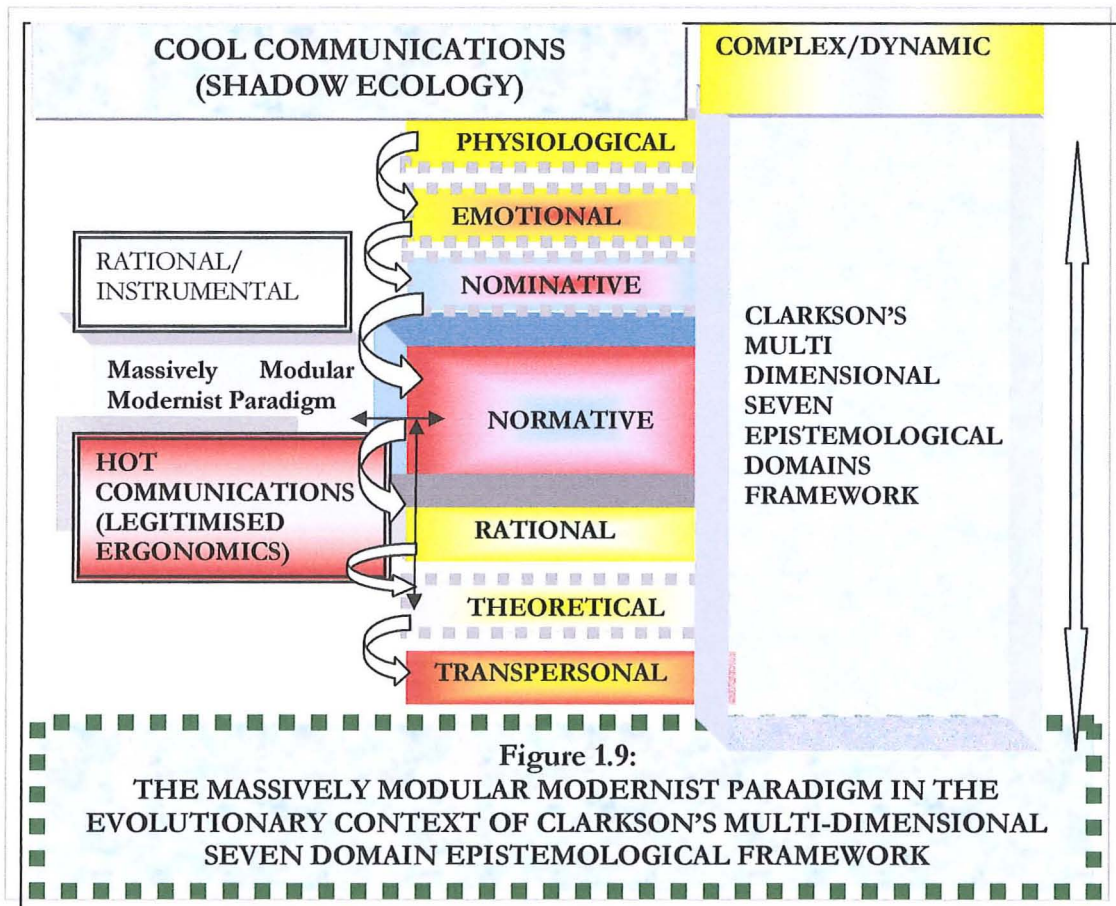 COOL COMMUNICATIONS
(SHADOW ECOLOGY)
COMPLEX/DYNAMIC
PHYSIOLOGICAL
EMOTIONAL
RATIONAL/
INSTRUMENTAL
NOMINATIVE
Massively Modular
Modernist Paradigm
NORMATIVE
CLARKSON'S
MULTI
DIMENSIONAL
SEVEN
EPISTEMOLOGICAL
DOMAINS
FRAMEWORK
HOT
COMMUNICATIONS
(LEGITIMISED
ERGONOMICS)
RATIONAL
THEORETICAL
TRANSPERSONAL
Figure 1.9:
THE MASSIVELY MODULAR MODERNIST PARADIGM IN THE
EVOLUTIONARY CONTEXT OF CLARKSON'S MULTI-DIMENSIONAL
SEVEN DOMAIN EPISTEMOLOGICAL FRAMEWORK